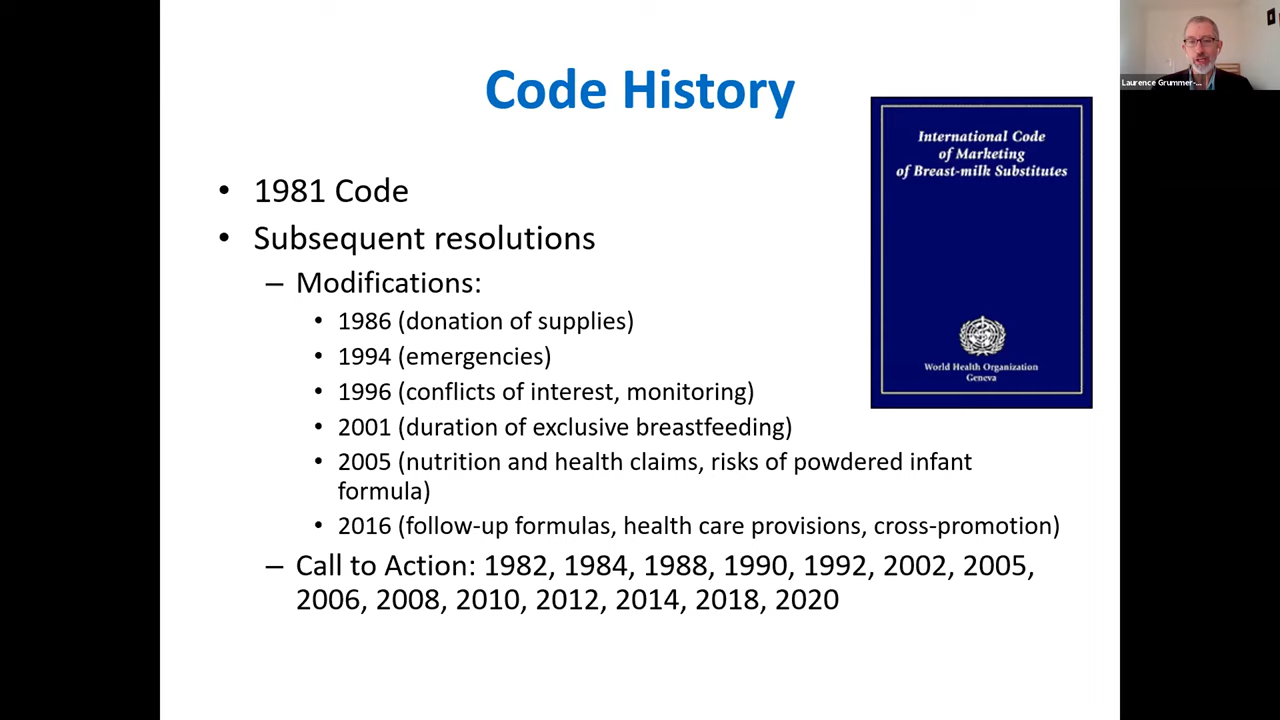 Code History
Laurence Grummer-...
International Code
of Marketing
of Breast-milk Substitutes
World Health Organization
Geneva
• 1981 Code
• Subsequent resolutions
– Modifications:
• 1986 (donation of supplies)
• 1994 (emergencies)
• 1996 (conflicts of interest, monitoring)
• 2001 (duration of exclusive breastfeeding)
• 2005 (nutrition and health claims, risks of powdered infant
formula)
• 2016 (follow-up formulas, health care provisions, cross-promotion)
– Call to Action: 1982, 1984, 1988, 1990, 1992, 2002, 2005,
2006, 2008, 2010, 2012, 2014, 2018, 2020